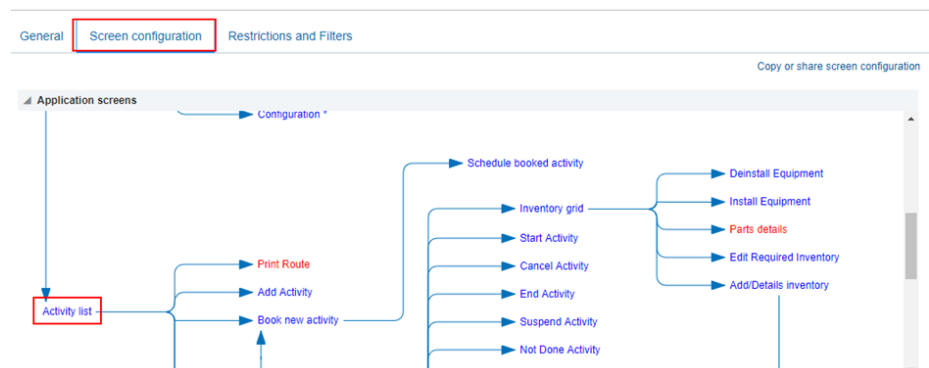 General Screen configuration Restrictions and Filters
Copy or share screen configuration
Application screens
Configuration *
Schedule booked activity
Deinstall Equipment
Install Equipment
Inventory grid
Parts details
Start Activity
Edit Required Inventory
Print Route
Cancel Activity
Add/Details inventory
Add Activity
End Activity
Activity list
Book new activity
Suspend Activity
Not Done Activity